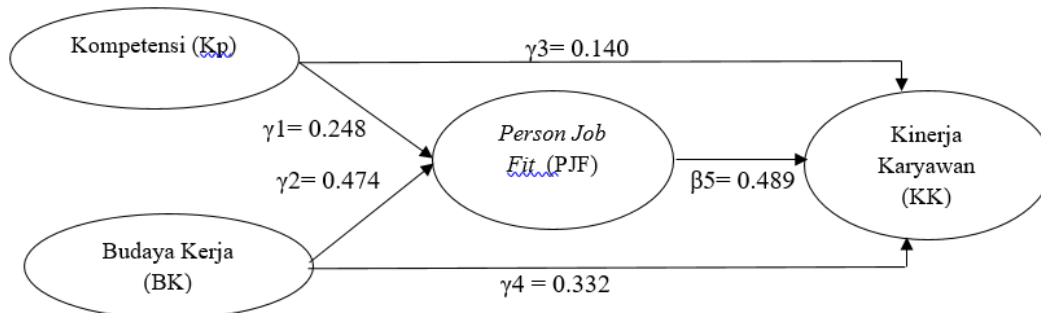 Kompetensi (Kp)
γ3= 0.140
γ1= 0.248
Person Job
Fit (PJF)
Kinerja
Karyawan
(KK)
γ2= 0.474
β5= 0.489
Budaya Kerja
(BK)
γ4 = 0.332